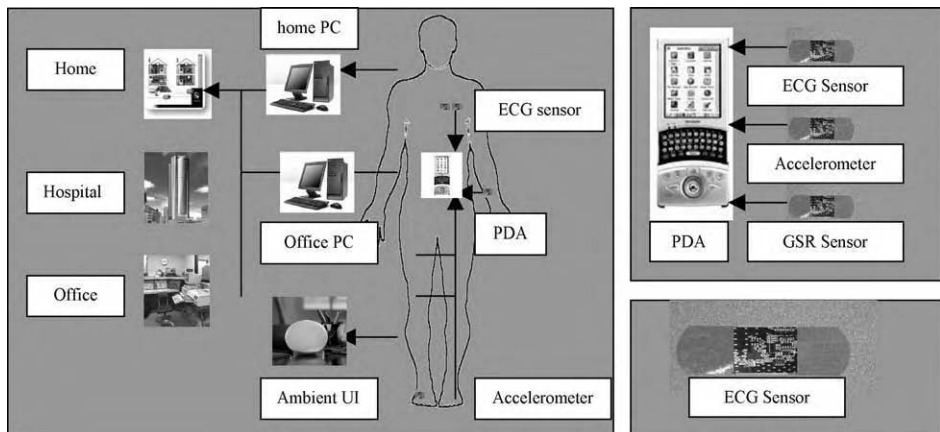 home PC
Home
ECG sensor
Hospital
Office PC
PDA
Office
Ambient UI
Accelerometer
ECG Sensor
Accelerometer
PDA
GSR Sensor
ECG Sensor